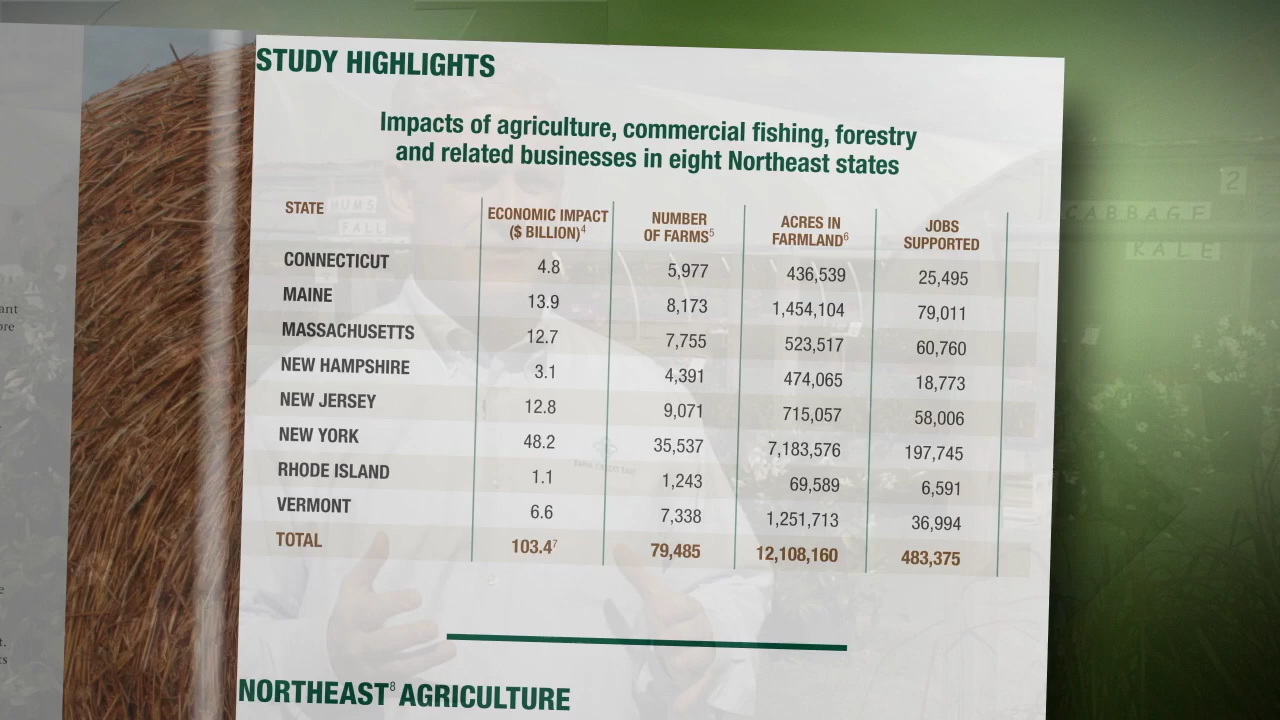 STUDY HIGHLIGHTS
Impacts of agriculture, commercial fishing, forestry
and related businesses in eight Northeast states
STATE ECONOMIC IMPACT ($ BILLION)4 NUMBER OF FARMS5 ACRES IN FARMLAND6 JOBS SUPPORTED
CONNECTICUT 4.8 5,977 436,539 25,495
MAINE 13.9 8,173 1,454,104 79,011
MASSACHUSETTS 12.7 7,755 523,517 60,760
NEW HAMPSHIRE 3.1 4,391 474,065 18,773
NEW JERSEY 12.8 9,071 715,057 58,006
NEW YORK 48.2 35,537 7,183,576 197,745
RHODE ISLAND 1.1 1,243 69,589 6,591
VERMONT 6.6 7,338 1,251,713 36,994
TOTAL 103.47 79,485 12,108,160 483,375
NORTHEAST8 AGRICULTURE
MUMS
FALL
2
CABBAGE
KALE